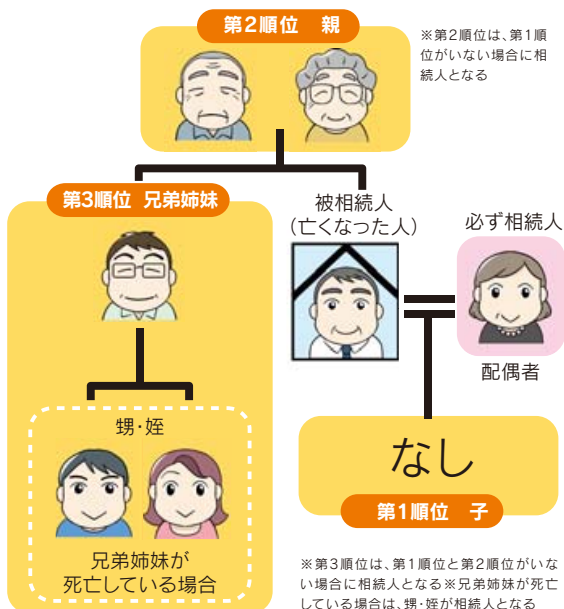 第2順位 親
※第2順位は、第1順
位がいない場合に相
続人となる
第3順位 兄弟姉妹
被相続人
(亡くなった人)
必ず相続人
配偶者
甥・姪
兄弟姉妹が
死亡している場合
なし
第1順位 子
※第3順位は、第1順位と第2順位がいな
い場合に相続人となる※兄弟姉妹が死亡
している場合は、甥・姪が相続人となる